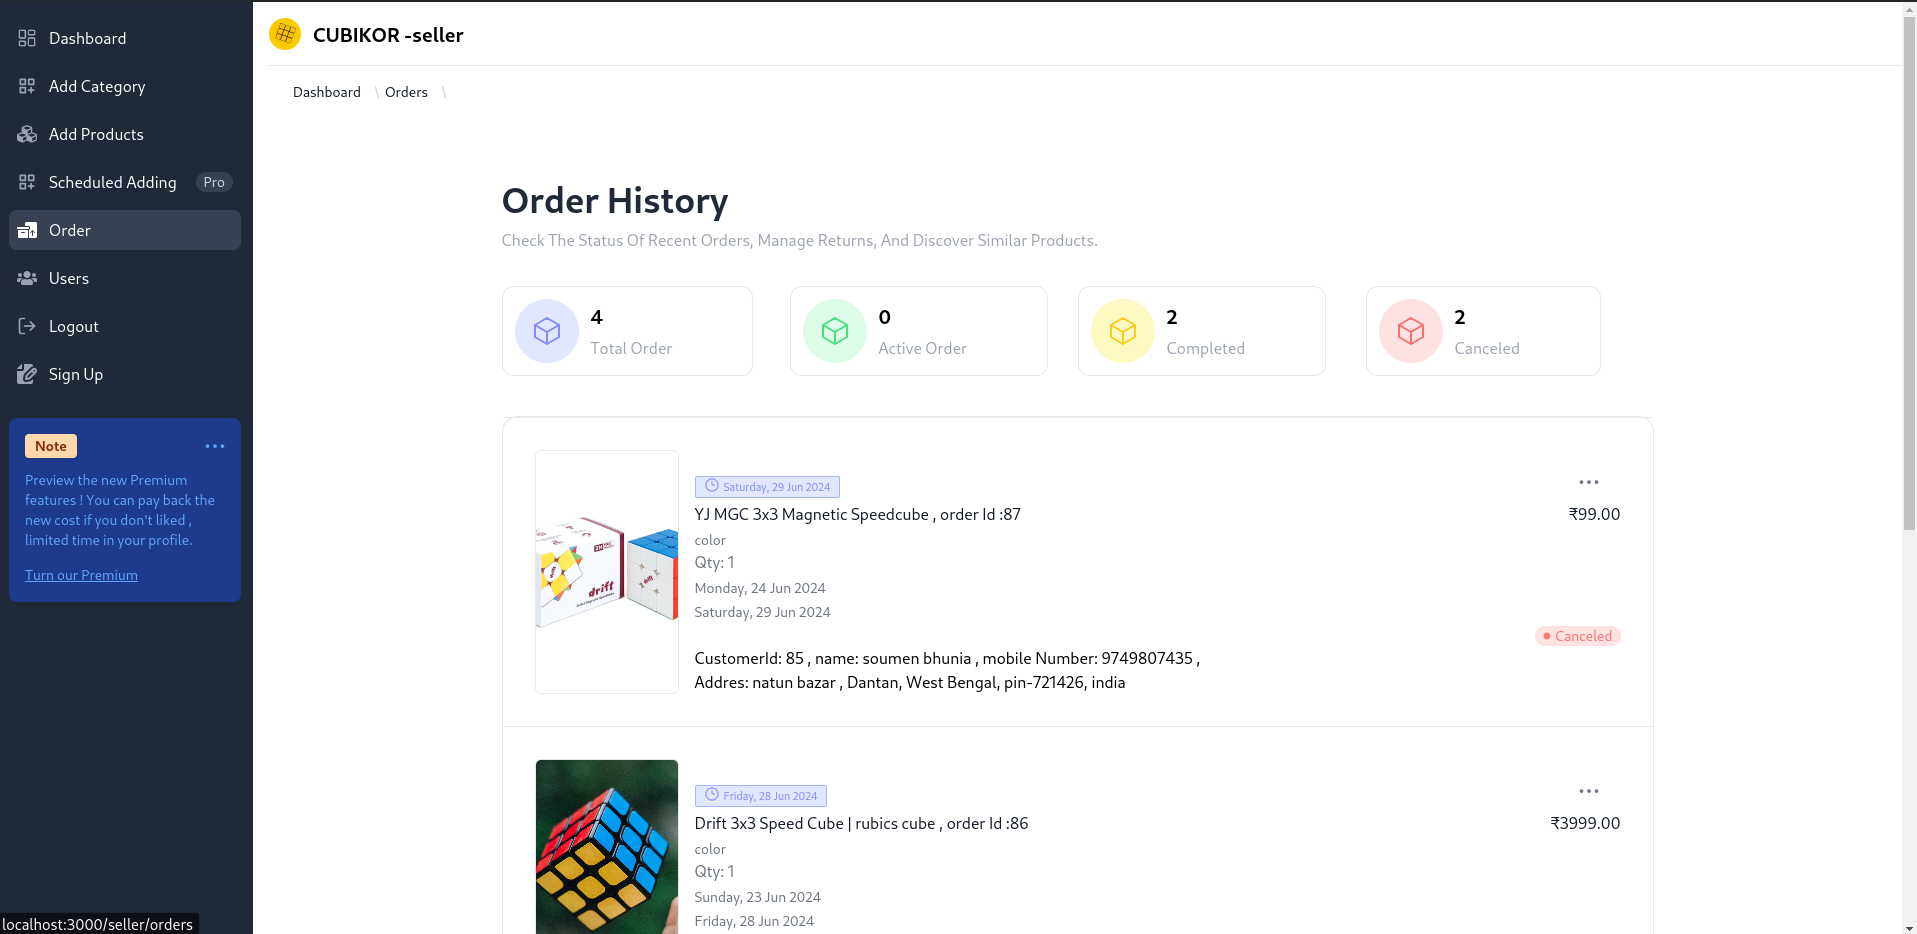 Dashboard
Add Category
Add Products
Scheduled Adding Pro
Order
Users
Logout
Sign Up
Note
Preview the new Premium
features ! You can pay back the
new cost if you don't liked ,
limited time in your profile.
Turn our Premium
localhost:3000/seller/orders
CUBIKOR -seller
Dashboard \ Orders \
Order History
Check The Status Of Recent Orders, Manage Returns, And Discover Similar Products.
4
Total Order
0
Active Order
2
Completed
2
Canceled
drift
Saturday, 29 Jun 2024
YJ MGC 3x3 Magnetic Speedcube , order Id :87
₹99.00
color
Qty: 1
Monday, 24 Jun 2024
Saturday, 29 Jun 2024
Canceled
CustomerId: 85 , name: soumen bhunia , mobile Number: 9749807435 ,
Addres: natun bazar , Dantan, West Bengal, pin-721426, india
Friday, 28 Jun 2024
Drift 3x3 Speed Cube | rubics cube , order Id :86
₹3999.00
color
Qty: 1
Sunday, 23 Jun 2024
Friday, 28 Jun 2024